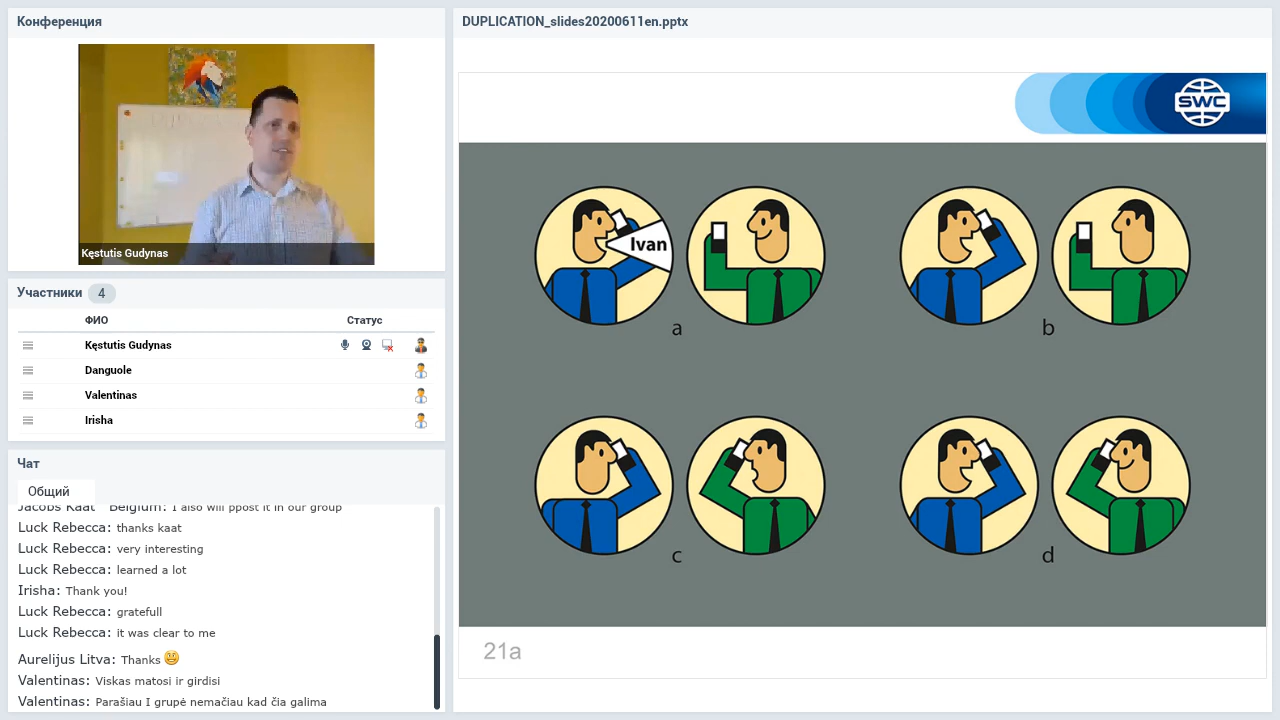 Конференция
Kęstutis Gudynas
Участники 4
ФИО Статус
Kęstutis Gudynas
Danguole
Valentinas
Irisha
Чат
Общий
Jacobs Kaat Belgium: I also will ppost it in our group
Luck Rebecca: thanks kaat
Luck Rebecca: very interesting
Luck Rebecca: learned a lot
Irisha: Thank you!
Luck Rebecca: gratefull
Luck Rebecca: it was clear to me
Aurelijus Litva: Thanks
Valentinas: Viskas matosi ir girdisi
Valentinas: Parašiau I grupė nemačiau kad čia galima
DUPLICATION_slides20200611en.pptx
SWC
Ivan
a
b
c
d
21a